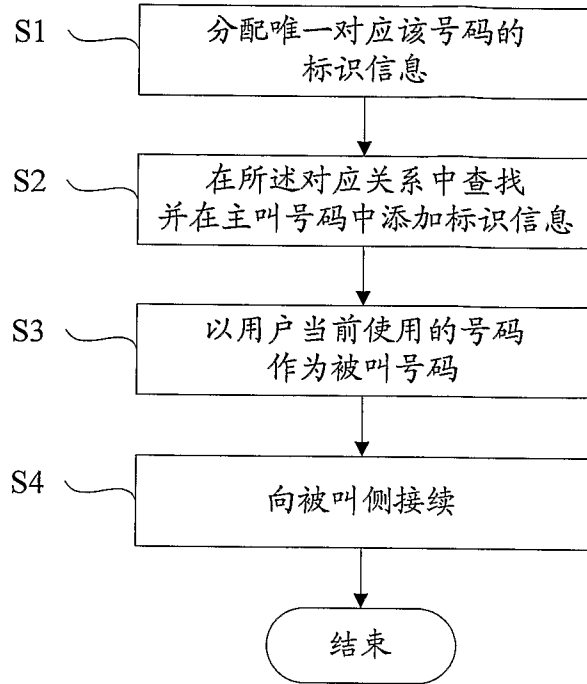 S1
分配唯一对应该号码的
标识信息
S2
在所述对应关系中查找
并在主叫号码中添加标识信息
S3
以用户当前使用的号码
作为被叫号码
S4
向被叫侧接续
结束